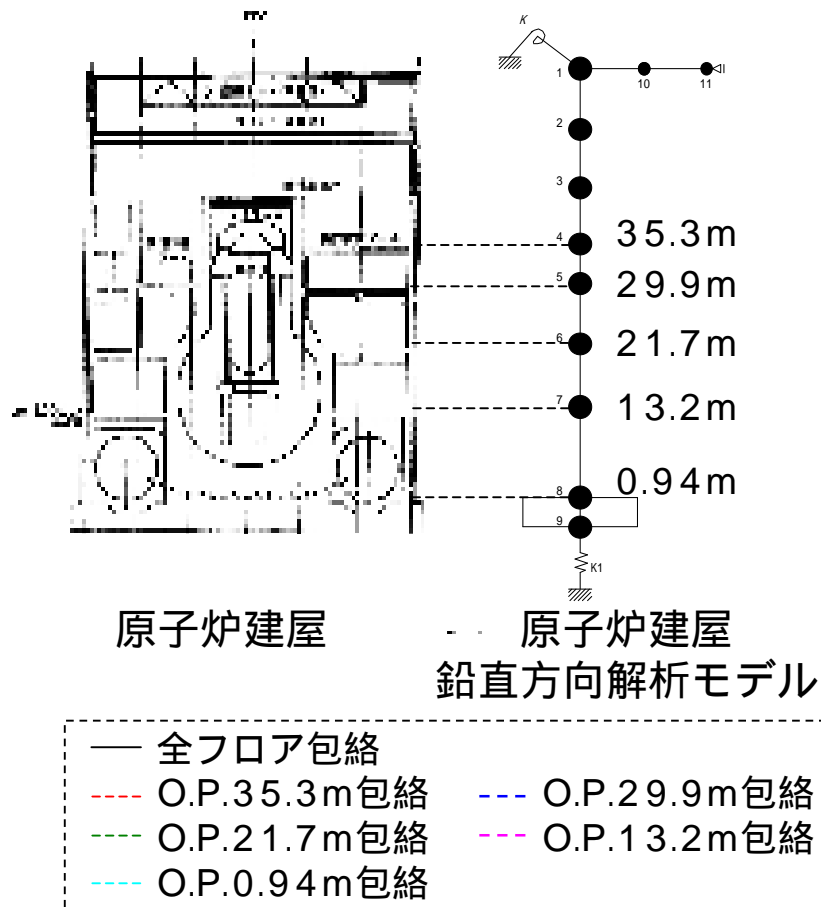 K
1
10
11
2
3
4
35.3m
5
29.9m
6
21.7m
7
13.2m
8
0.94m
9
K1
原子炉建屋
原子炉建屋
鉛直方向解析モデル
全フロア包絡
O.P.35.3m包絡
O.P.29.9m包絡
O.P.21.7m包絡
O.P.13.2m包絡
O.P.0.94m包絡